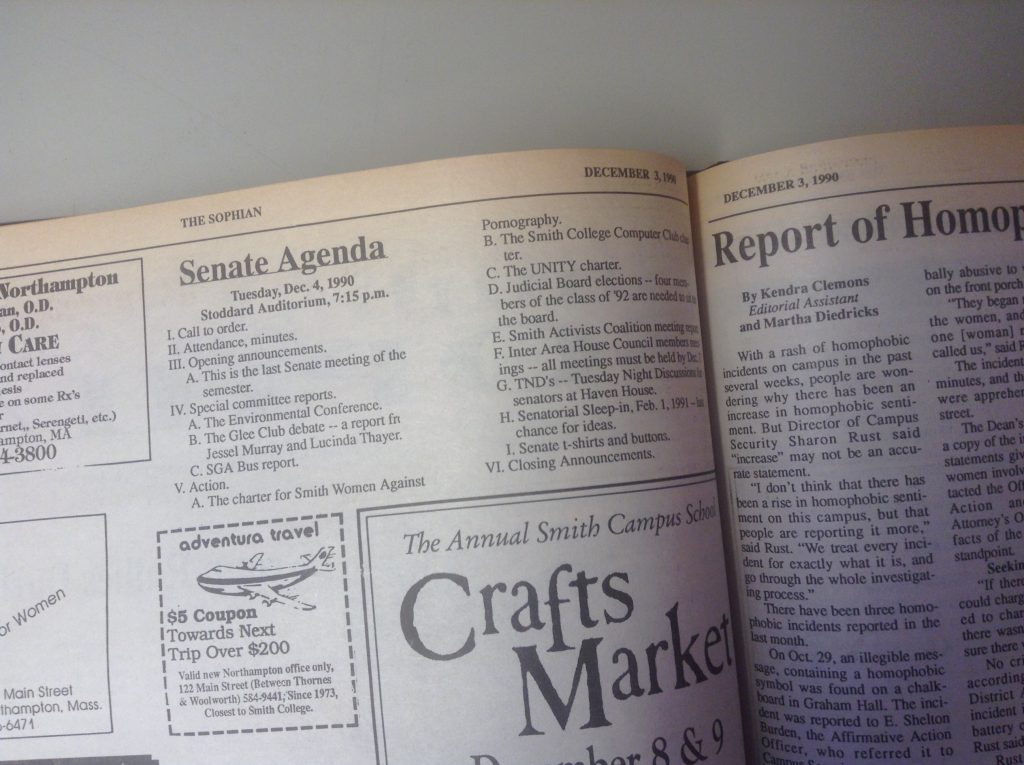 THE SOPHIAN
DECEMBER 3, 1990
Northampton
an, O.D.
, O.D.
CARE
ontact lenses
nd replaced
esis
e on some Rx's
r
rnet,, Serengeti, etc.)
ampton, MA
4-3800
or Women
Main Street
thampton, Mass.
6-6471
Senate Agenda
Tuesday, Dec. 4, 1990
Stoddard Auditorium, 7:15 p.m.
I. Call to order.
II. Attendance, minutes.
III. Opening announcements.
A. This is the last Senate meeting of the
semester.
IV. Special committee reports.
A. The Environmental Conference.
B. The Glee Club debate -- a report fn
Jessel Murray and Lucinda Thayer.
C. SGA Bus report.
V. Action.
A. The charter for Smith Women Against
Pornography.
B. The Smith College Computer Club cha
ter.
C. The UNITY charter.
D. Judicial Board elections -- four mem-
bers of the class of '92 are needed to sit on
the board.
E. Smith Activists Coalition meeting report
F. Inter Area House Council members
ings -- all meetings must be held by Dec.
G. TND's -- Tuesday Night Discussions
senators at Haven House.
H. Senatorial Sleep-in, Feb. 1, 1991 --
chance for ideas.
I. Senate t-shirts and buttons.
VI. Closing Announcements.
adventura travel
$5 Coupon
Towards Next
Trip Over $200
Valid new Northampton office only,
122 Main Street (Between Thornes
& Woolworth) 584-9441; Since 1973,
Closest to Smith College.
The Annual Smith Campus School
Crafts
Market
December 8 & 9
DECEMBER 3, 1990
Report of Homop
By Kendra Clemons
Editorial Assistant
and Martha Diedricks
With a rash of homophobic
incidents on campus in the past
several weeks, people are won-
dering why there has been an
increase in homophobic senti-
ment. But Director of Campus
Security Sharon Rust said
"increase" may not be an accu-
rate statement.
"I don't think that there has
been a rise in homophobic senti-
ment on this campus, but that
people are reporting it more,"
said Rust. "We treat every inci-
dent for exactly what it is, and
go through the whole investigat-
ing process."
There have been three homo-
phobic incidents reported in the
last month.
On Oct. 29, an illegible mes-
sage, containing a homophobic
symbol was found on a chalk-
board in Graham Hall. The inci-
dent was reported to E. Shelton
Burden, the Affirmative Action
Officer, who referred it to
bally abusive to
on the front porch
"They began
the women, and
one [woman]
called us," said R
The incident
minutes, and th
were apprehen
street.
The Dean's
a copy of the i
statements giv
women involv
tacted the Off
Action and
Attorney's O
facts of the
standpoint.
Seekin
"If there
could charg
ed to char
there wasn
sure there
No cri
according
District A
incident
battery c
Rust said
Rust